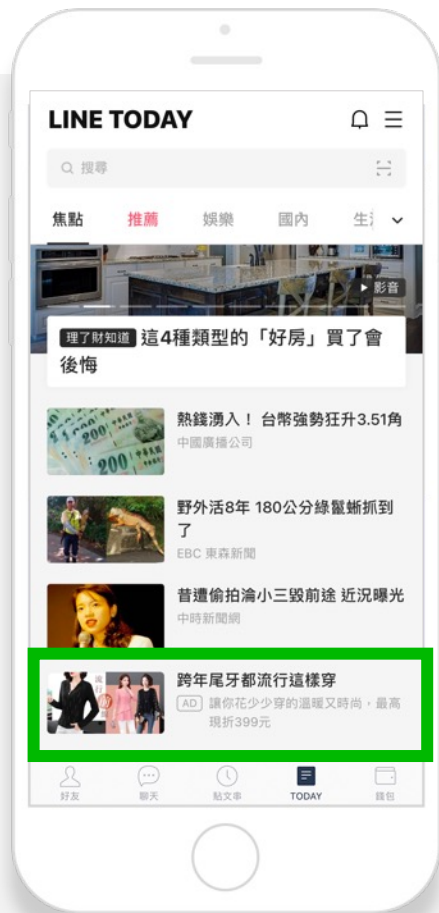 LINE TODAY
搜尋
焦點 推薦 娛樂 國內
影音
理了財知道 這4種類型的「好房」買了會
後悔
熱錢湧入！ 台幣強勢狂升3.51角
中國廣播公司
野外活8年 180公分綠鬣蜥抓到
了
EBC 東森新聞
昔遭偷拍淪小三毀前途 近況曝光
中時新聞網
跨年尾牙都流行這樣穿
AD 讓你花少少穿的溫暖又時尚，最高
現折399元
好友 聊天 貼文串 TODAY 錢包